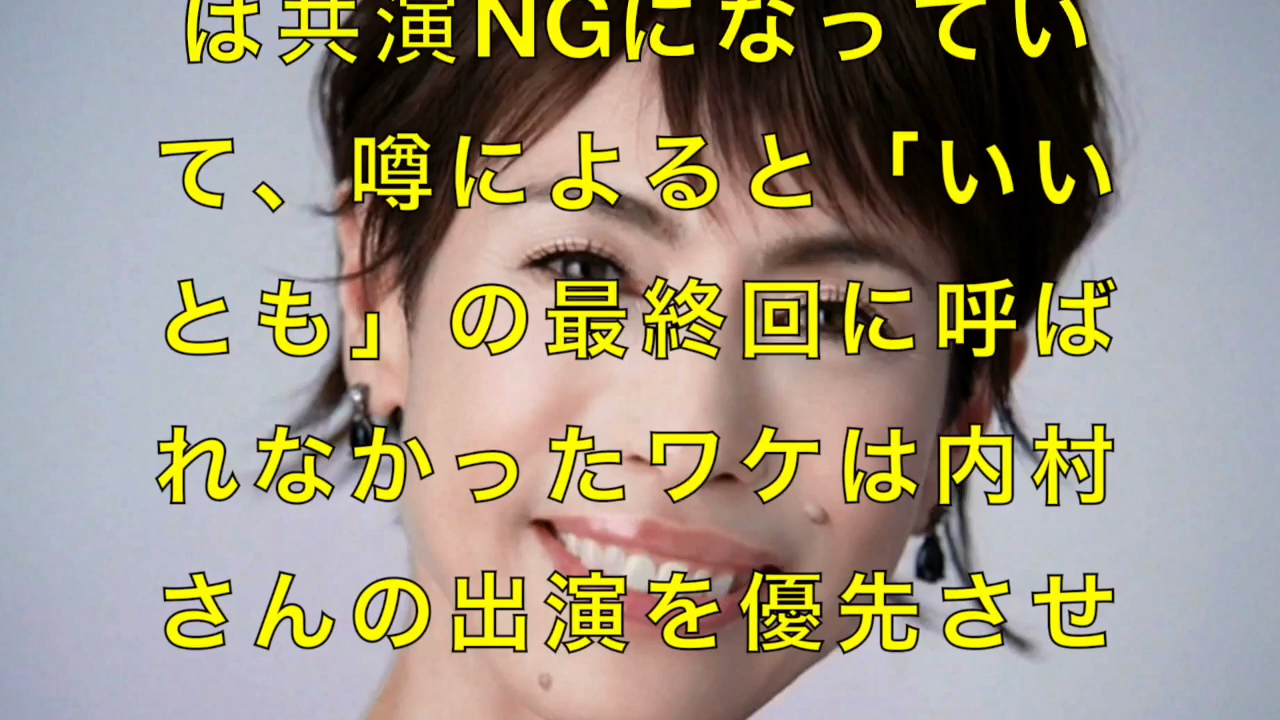 は共演NGになってい
て、噂によると「いい
とも」の最終回に呼ば
れなかったワケは内村
さんの出演を優先させ